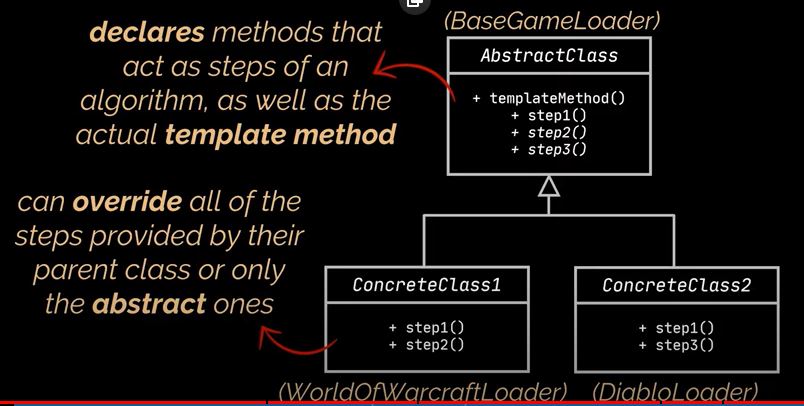 (BaseGameLoader)
declares methods that
act as steps of an
algorithm, as well as the
actual template method
AbstractClass
+ templateMethod()
+ step1()
+ step2()
+ step3()
can override all of the
steps provided by their
parent class or only
the abstract ones
ConcreteClass1
+ step1()
+ step2()
(WorldOfWarcraftLoader)
ConcreteClass2
+ step1()
+ step3()
(DiabloLoader)